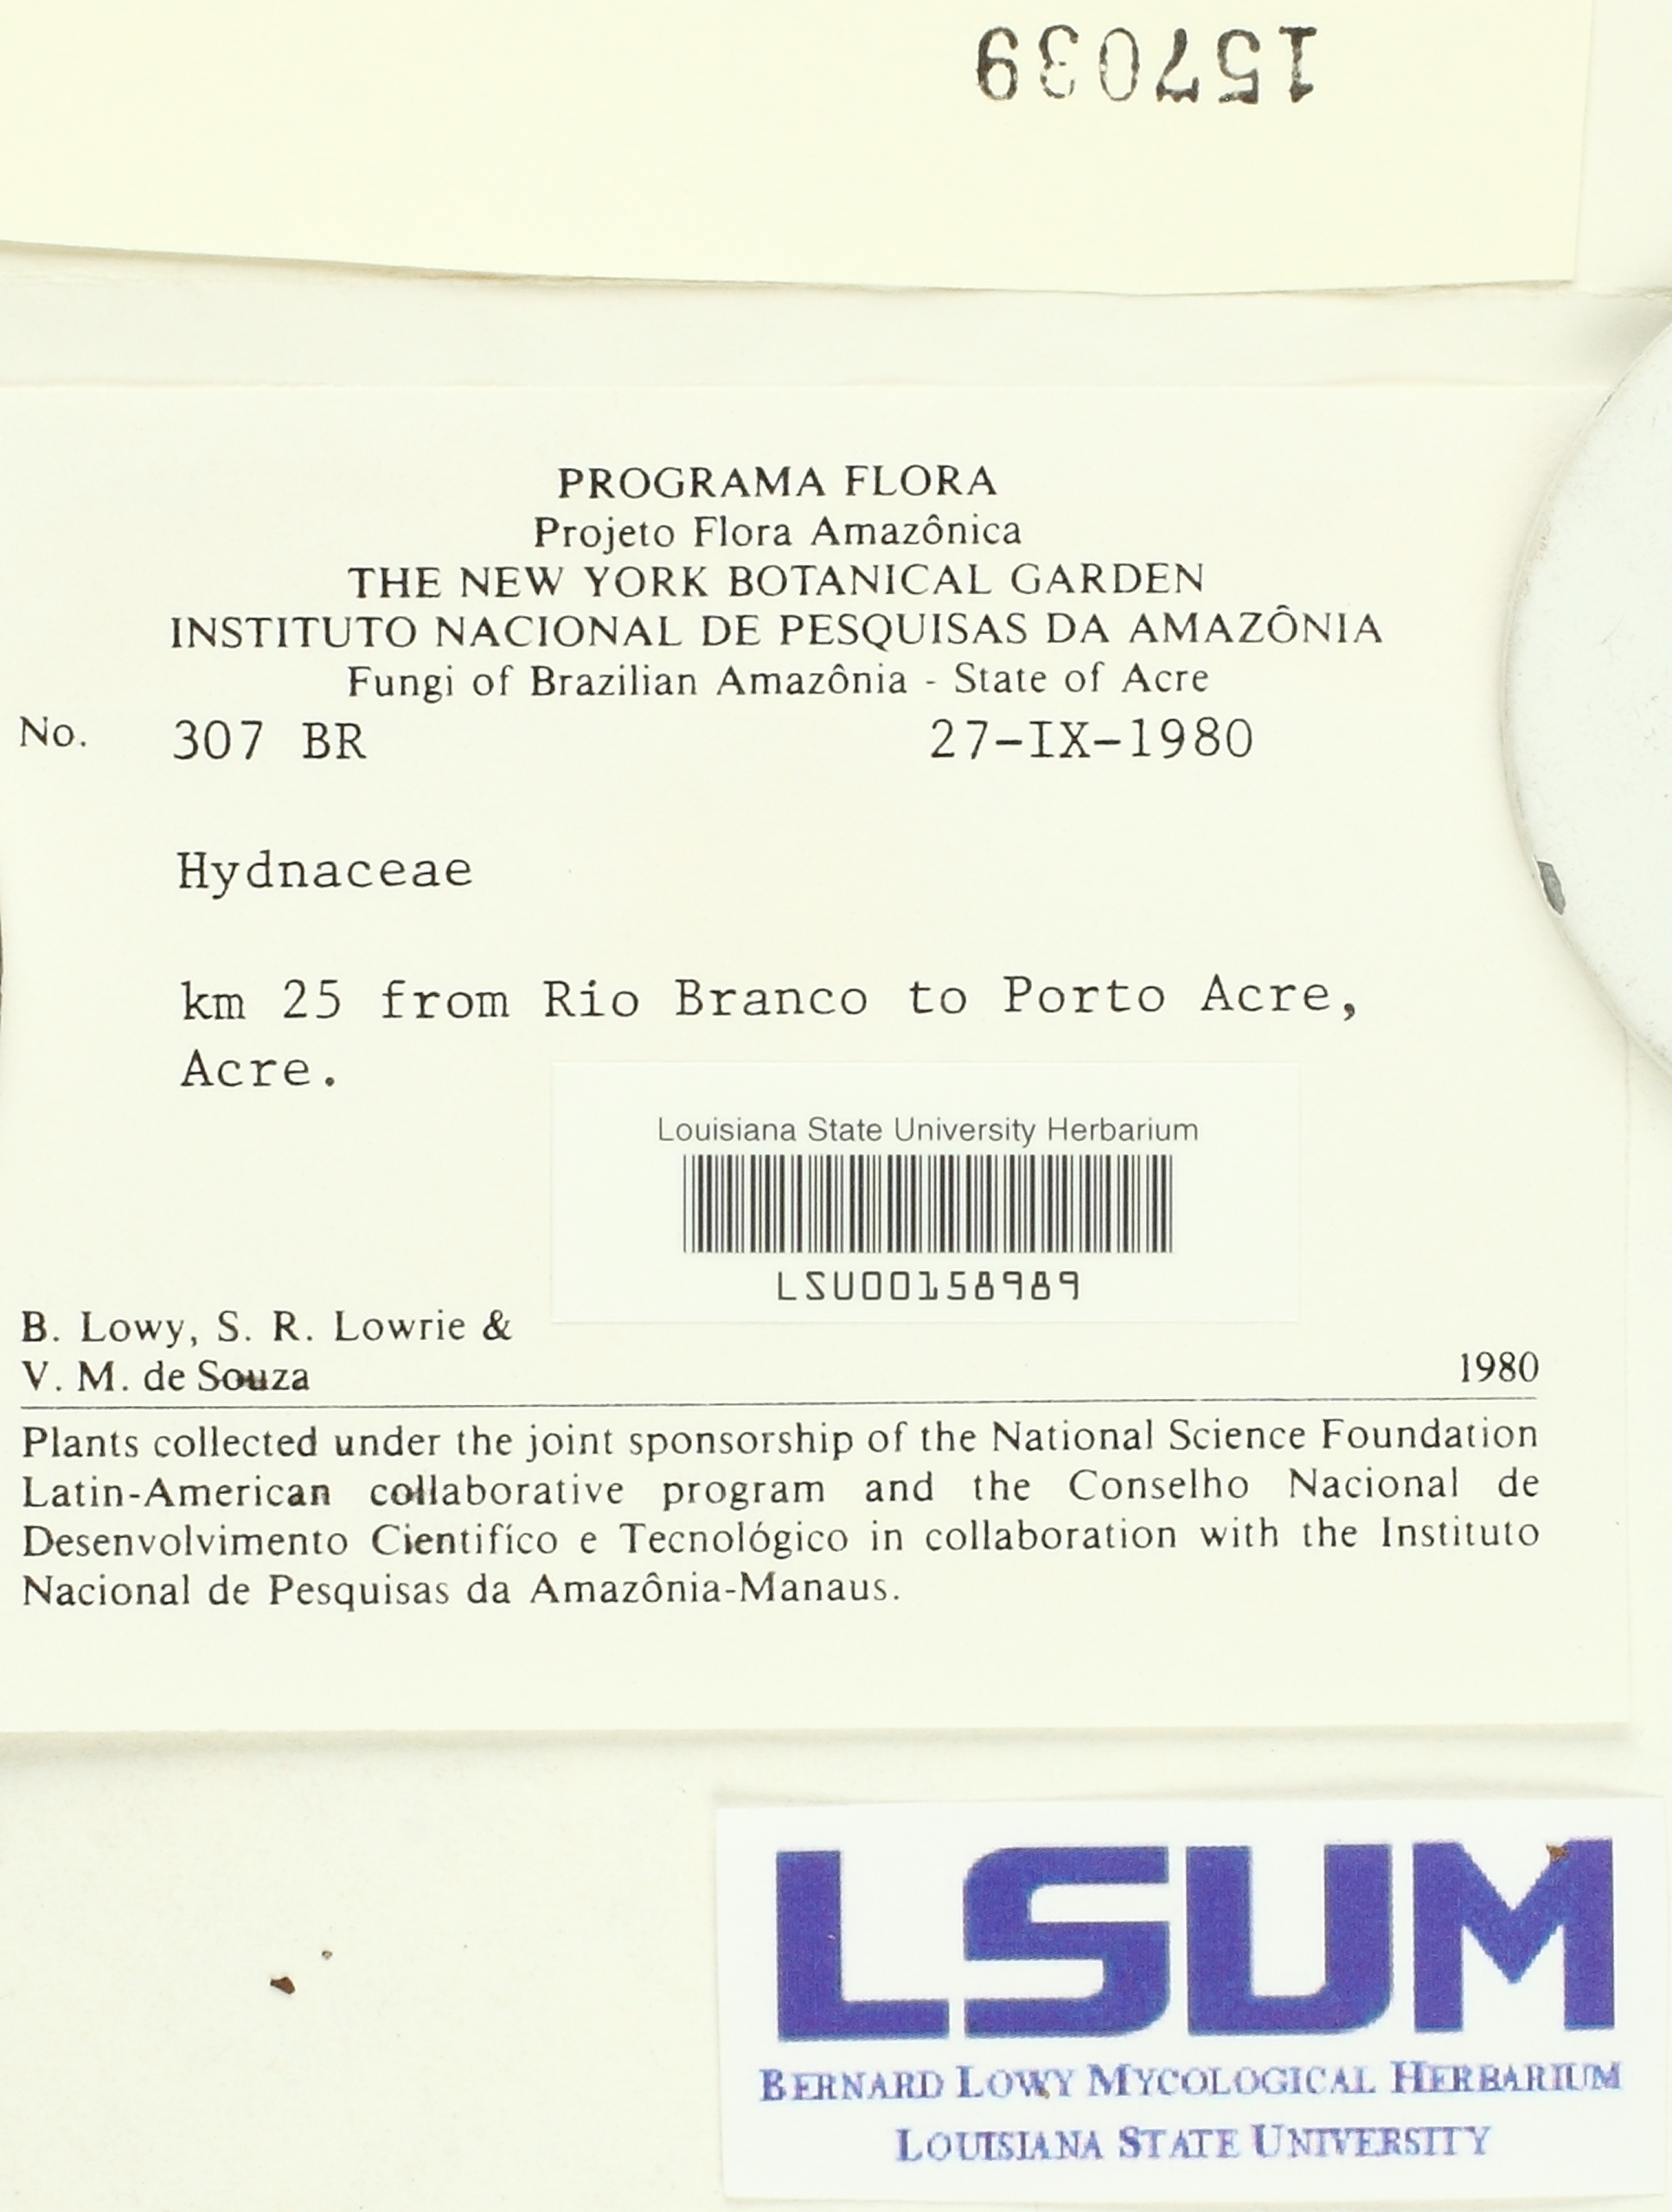 157039
PROGRAMA FLORA
Projeto Flora Amazônica
THE NEW YORK BOTANICAL GARDEN
INSTITUTO NACIONAL DE PESQUISAS DA AMAZÔNIA
Fungi of Brazilian Amazônia - State of Acre
No. 307 BR 27-IX-1980
Hydnaceae
km 25 from Rio Branco to Porto Acre,
Acre.
Louisiana State University Herbarium
LSU00158989
B. Lowy, S. R. Lowrie &
V. M. de Souza 1980
Plants collected under the joint sponsorship of the National Science Foundation
Latin-American collaborative program and the Conselho Nacional de
Desenvolvimento Cientifíco e Tecnológico in collaboration with the Instituto
Nacional de Pesquisas da Amazônia-Manaus.
LSUM
BERNARD LOWY MYCOLOGICAL HERBARIUM
LOUISIANA STATE UNIVERSITY